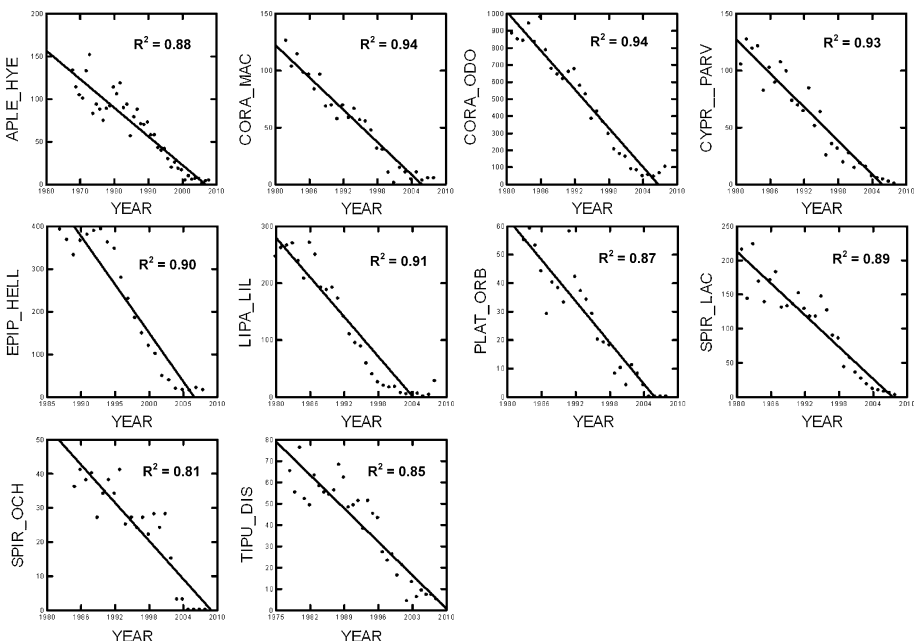 APLE_HYE
200
150
100
50
0
R² = 0.88
1960 1970 1980 1990 2000 2010
YEAR
CORA_MAC
150
100
50
0
R² = 0.94
1980 1986 1992 1998 2004 2010
YEAR
CORA_ODO
1000
900
800
700
600
500
400
300
200
100
0
R² = 0.94
1980 1986 1992 1998 2004 2010
YEAR
CYPR__PARV
150
100
50
0
R² = 0.93
1980 1986 1992 1998 2004 2010
YEAR
EPIP_HELL
400
300
200
100
0
R² = 0.90
1985 1990 1995 2000 2005 2010
YEAR
LIPA_LIL
300
200
100
0
R² = 0.91
1980 1986 1992 1998 2004 2010
YEAR
PLAT_ORB
60
50
40
30
20
10
0
R² = 0.87
1980 1986 1992 1998 2004 2010
YEAR
SPIR_LAC
250
200
150
100
50
0
R² = 0.89
1980 1986 1992 1998 2004 2010
YEAR
SPIR_OCH
50
40
30
20
10
0
R² = 0.81
1980 1986 1992 1998 2004 2010
YEAR
TIPU_DIS
80
70
60
50
40
30
20
10
0
R² = 0.85
1975 1982 1989 1996 2003 2010
YEAR